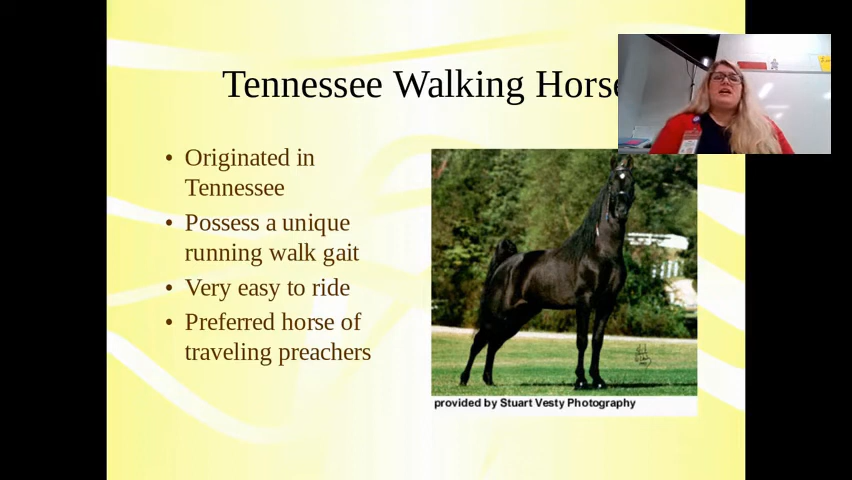 Tennessee Walking Horse
• Originated in
Tennessee
• Possess a unique
running walk gait
• Very easy to ride
• Preferred horse of
traveling preachers
provided by Stuart Vesty Photography